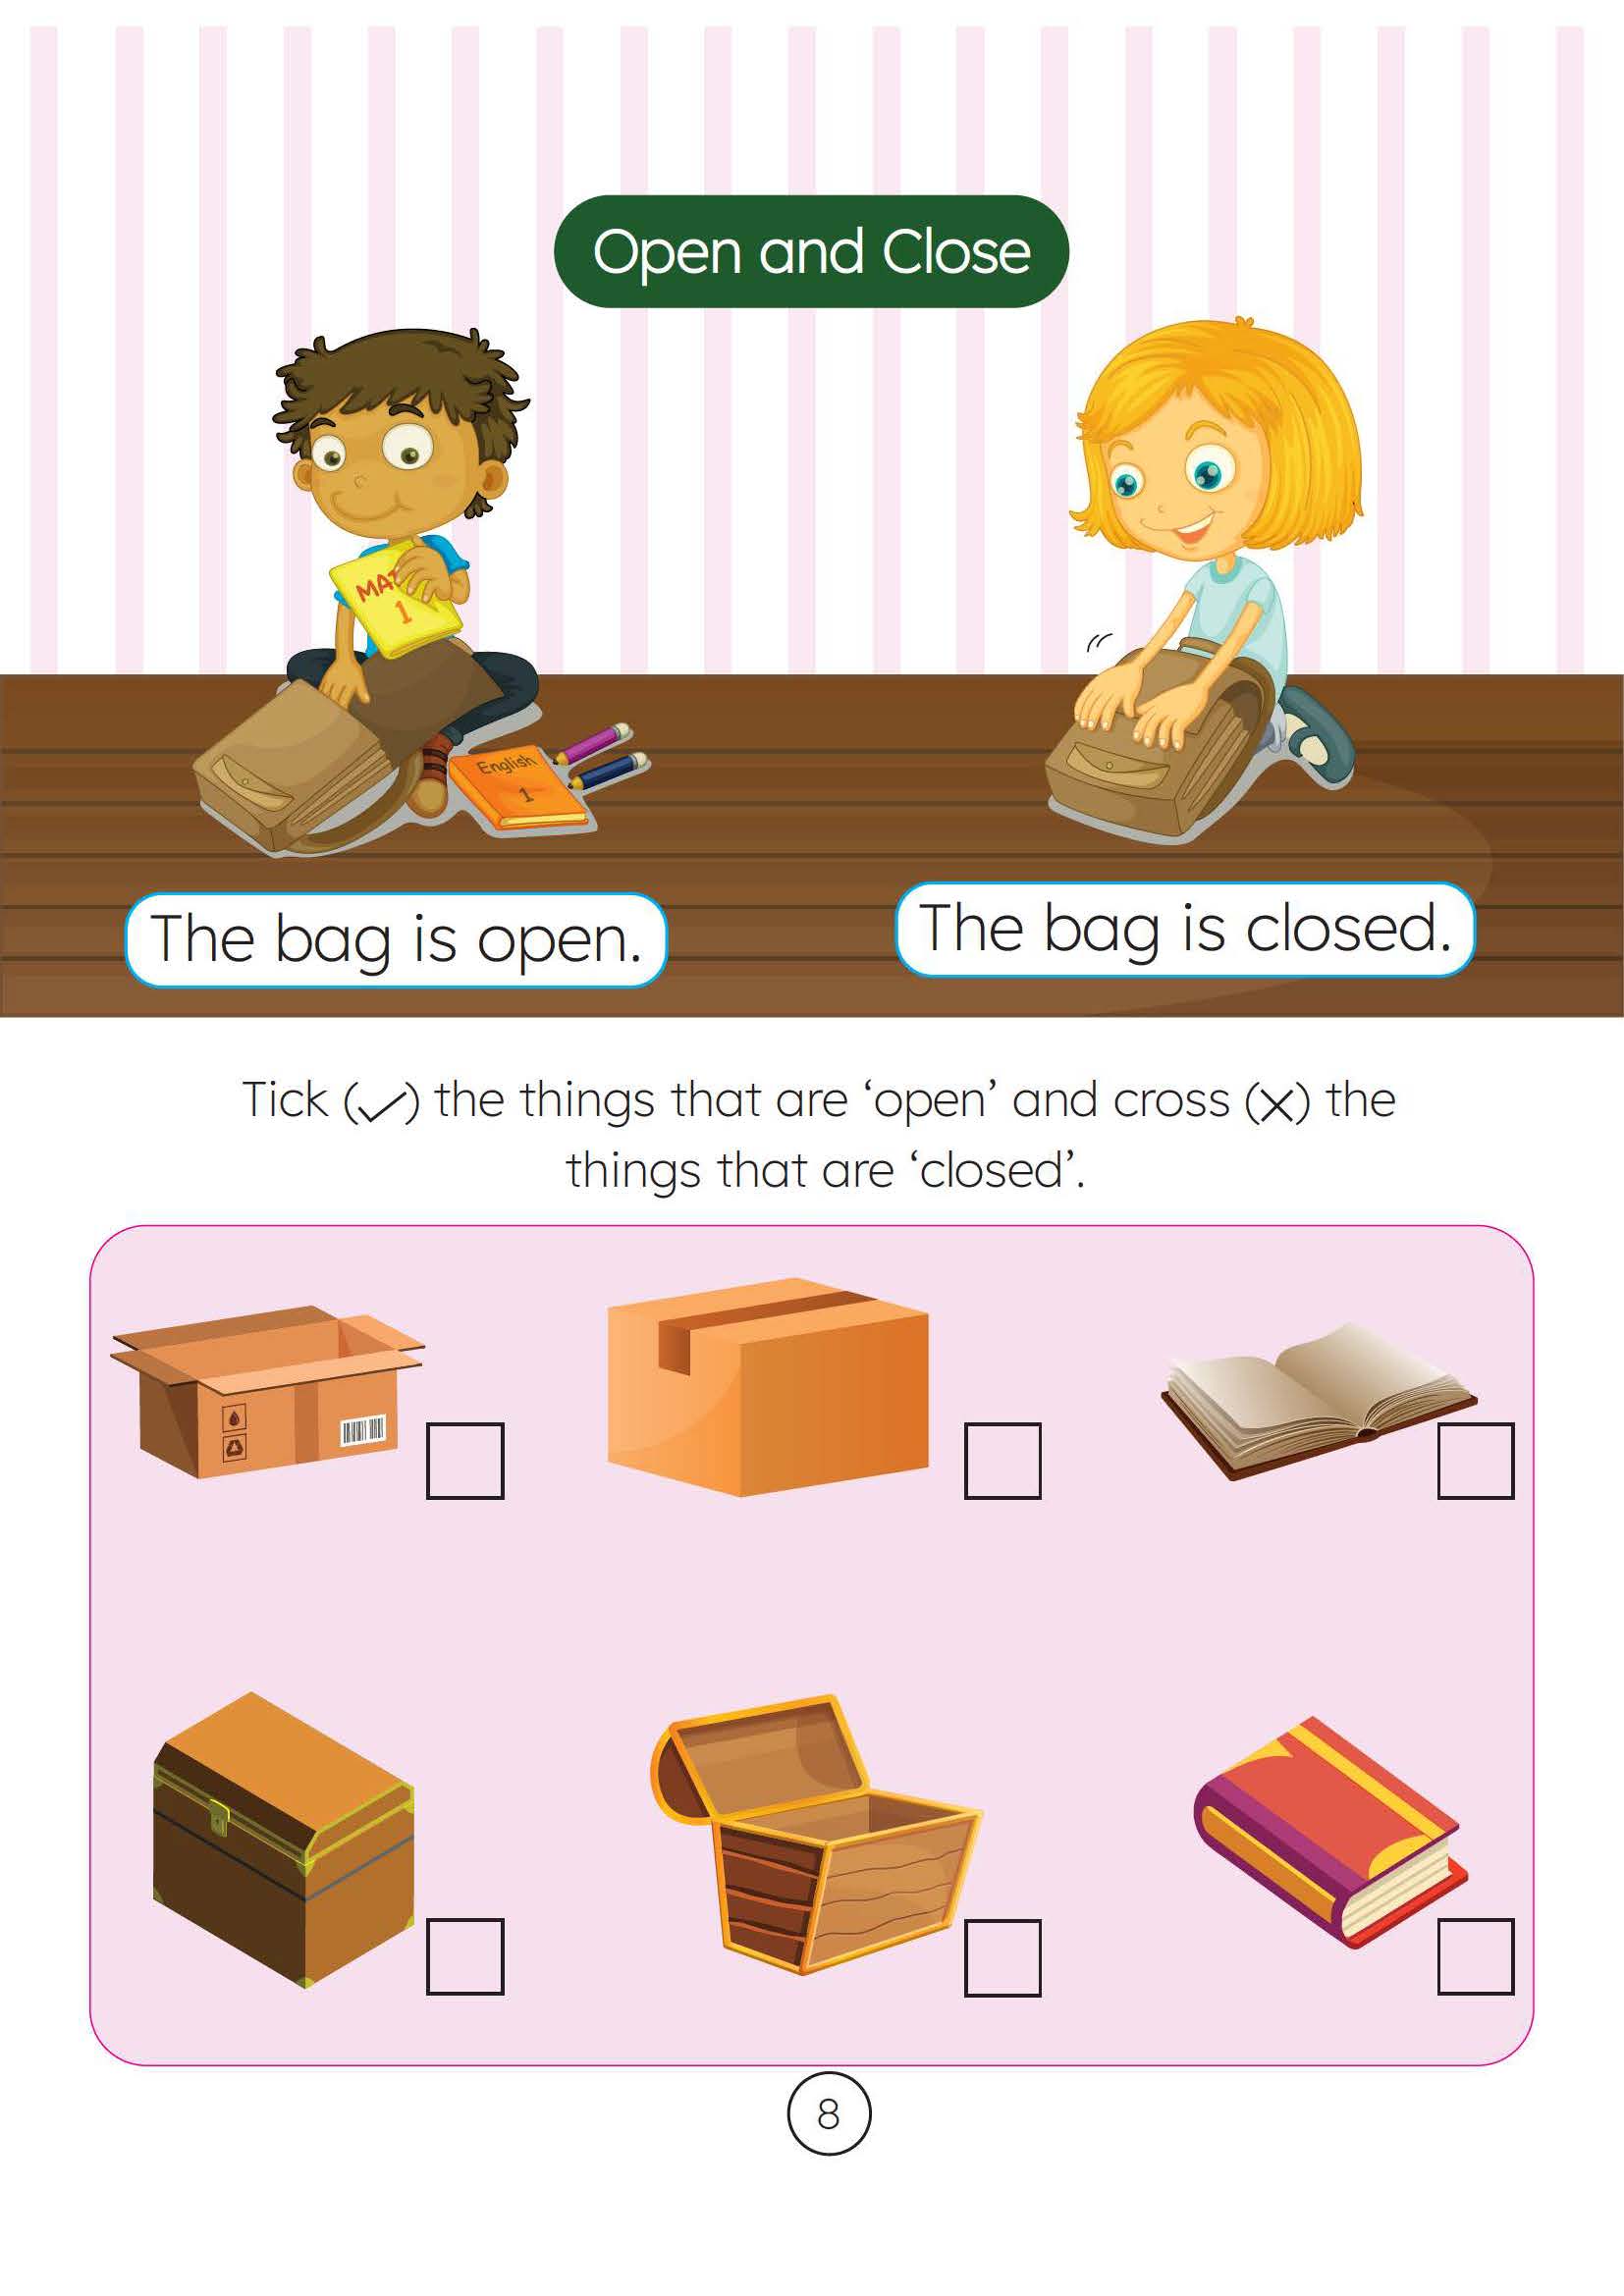 Open and Close
MAT
1
English
1
The bag is open.
The bag is closed.
Tick (✓) the things that are ‘open’ and cross (×) the
things that are ‘closed’.
8